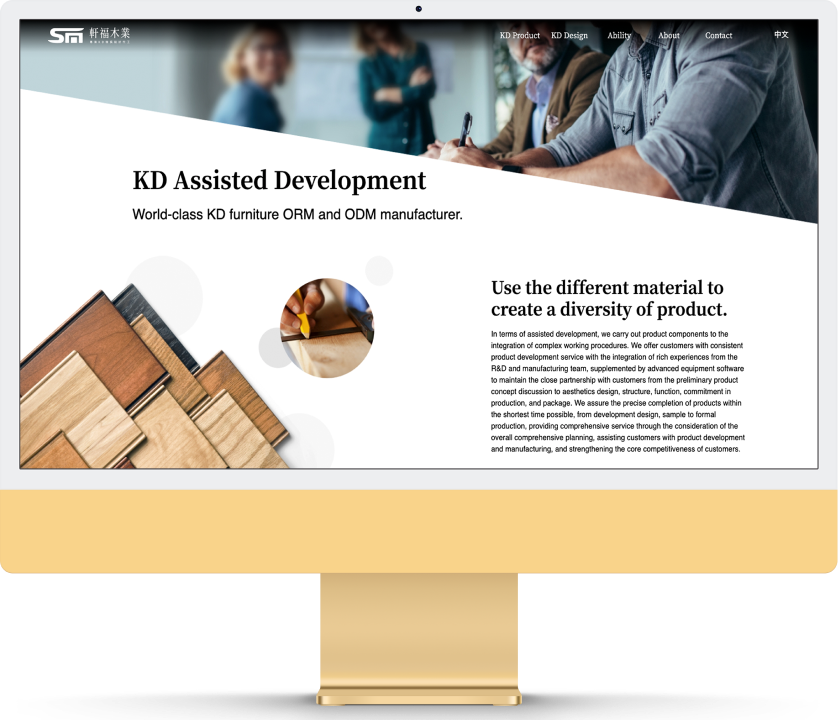 SM 軒福木業
KD Product KD Design Ability About Contact 中文
KD Assisted Development
World-class KD furniture ORM and ODM manufacturer.
Use the different material to
create a diversity of product.
In terms of assisted development, we carry out product components to the
integration of complex working procedures. We offer customers with consistent
product development service with the integration of rich experiences from the
R&D and manufacturing team, supplemented by advanced equipment software
to maintain the close partnership with customers from the preliminary product
concept discussion to aesthetics design, structure, function, commitment in
production, and package. We assure the precise completion of products within
the shortest time possible, from development design, sample to formal
production, providing comprehensive service through the consideration of the
overall comprehensive planning, assisting customers with product development
and manufacturing, and strengthening the core competitiveness of customers.